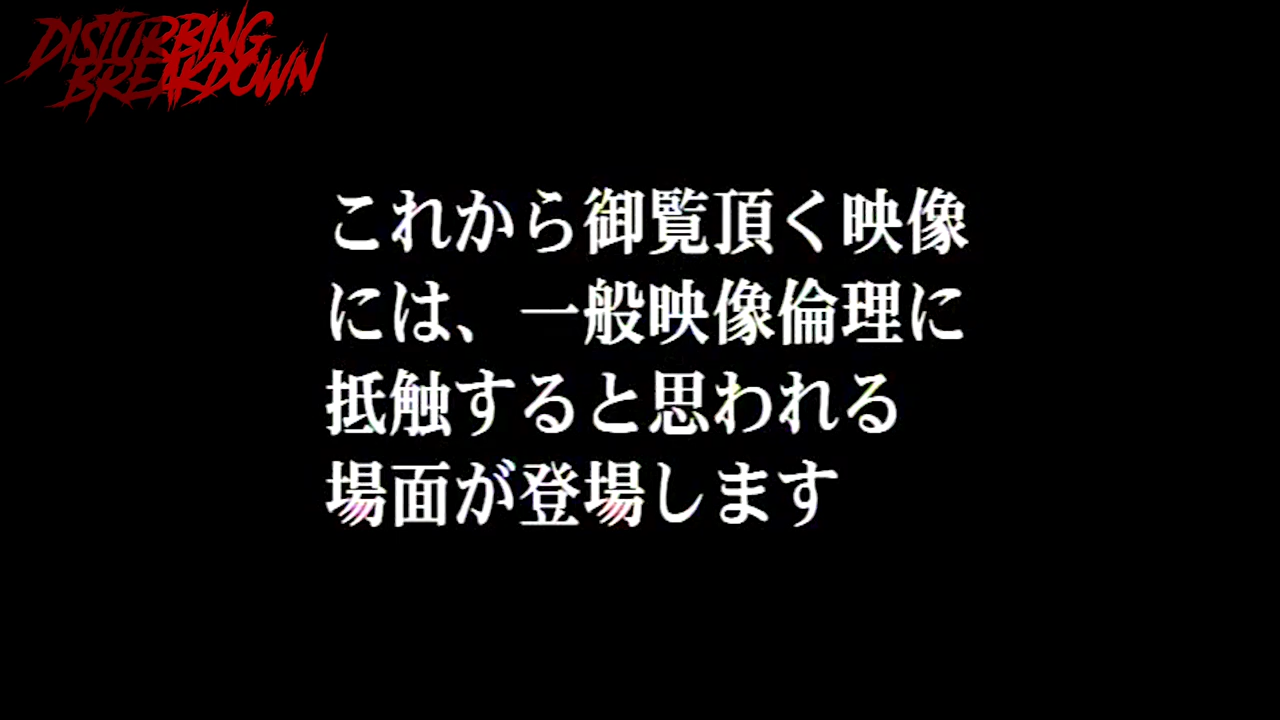 DISTURBING
BREAKDOWN
これから御覧頂く映像
には、一般映像倫理に
抵触すると思われる
場面が登場します